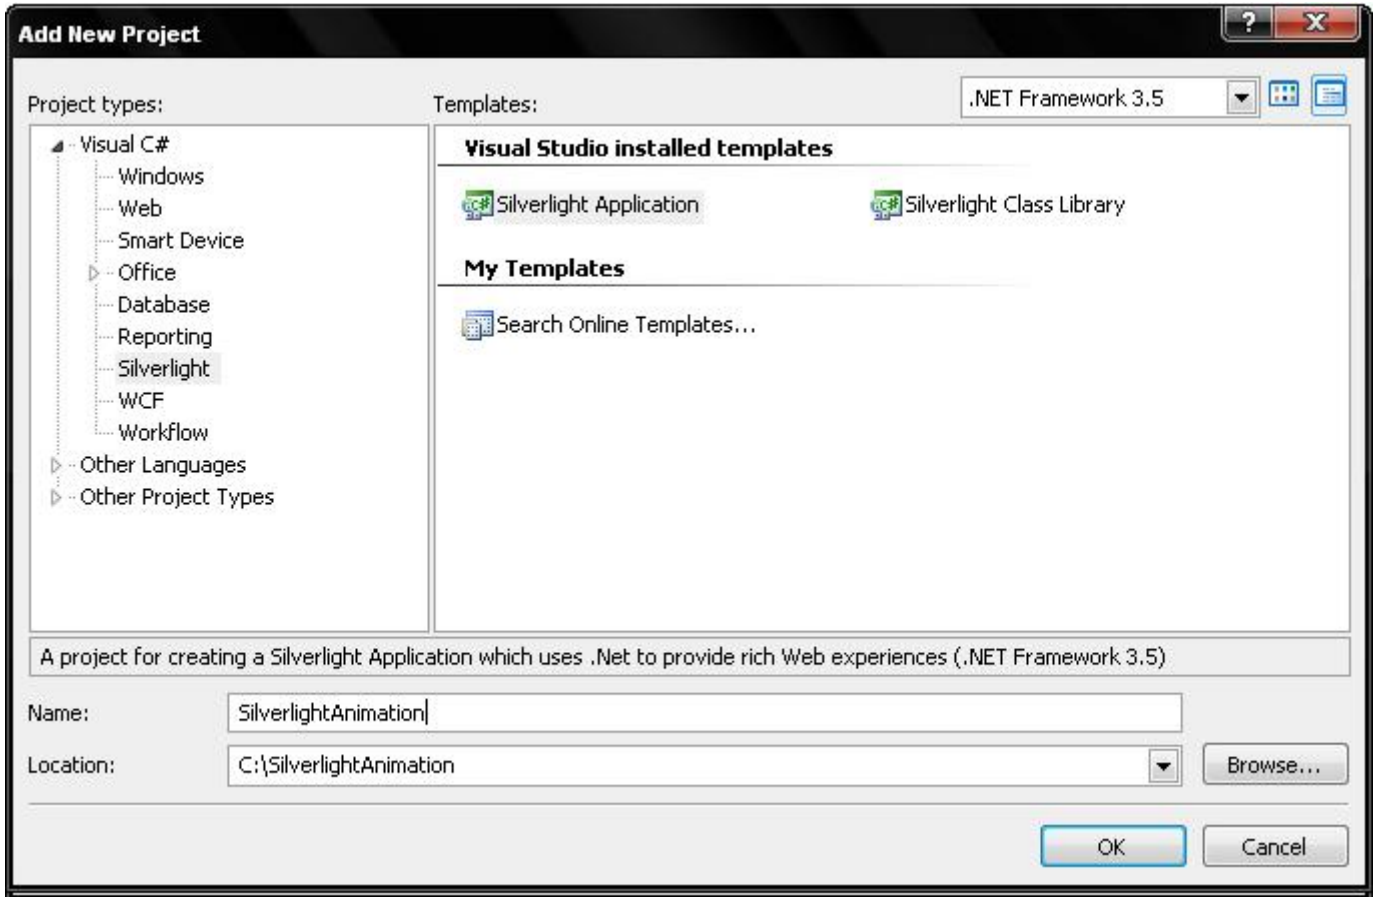 Add New Project
?
X
Project types:
Templates:
.NET Framework 3.5
Visual C#
Windows
Web
Smart Device
Office
Database
Reporting
Silverlight
WCF
Workflow
Other Languages
Other Project Types
Visual Studio installed templates
Silverlight Application
Silverlight Class Library
My Templates
Search Online Templates...
A project for creating a Silverlight Application which uses .Net to provide rich Web experiences (.NET Framework 3.5)
Name:
SilverlightAnimation
Location:
C:\SilverlightAnimation
Browse...
OK
Cancel